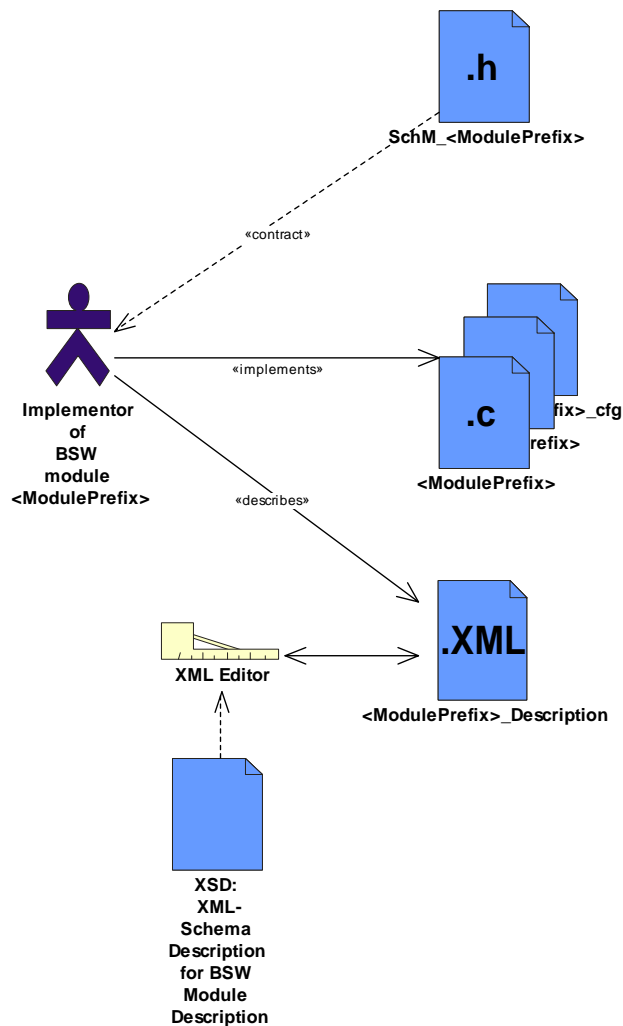 .h
SchM_<ModulePrefix>
«contract»
«implements»
Implementor
of
BSW
module
<ModulePrefix>
fix>_cfg
refix>
.c
<ModulePrefix>
«describes»
.XML
XML Editor
<ModulePrefix>_Description
XSD:
XML-
Schema
Description
for BSW
Module
Description